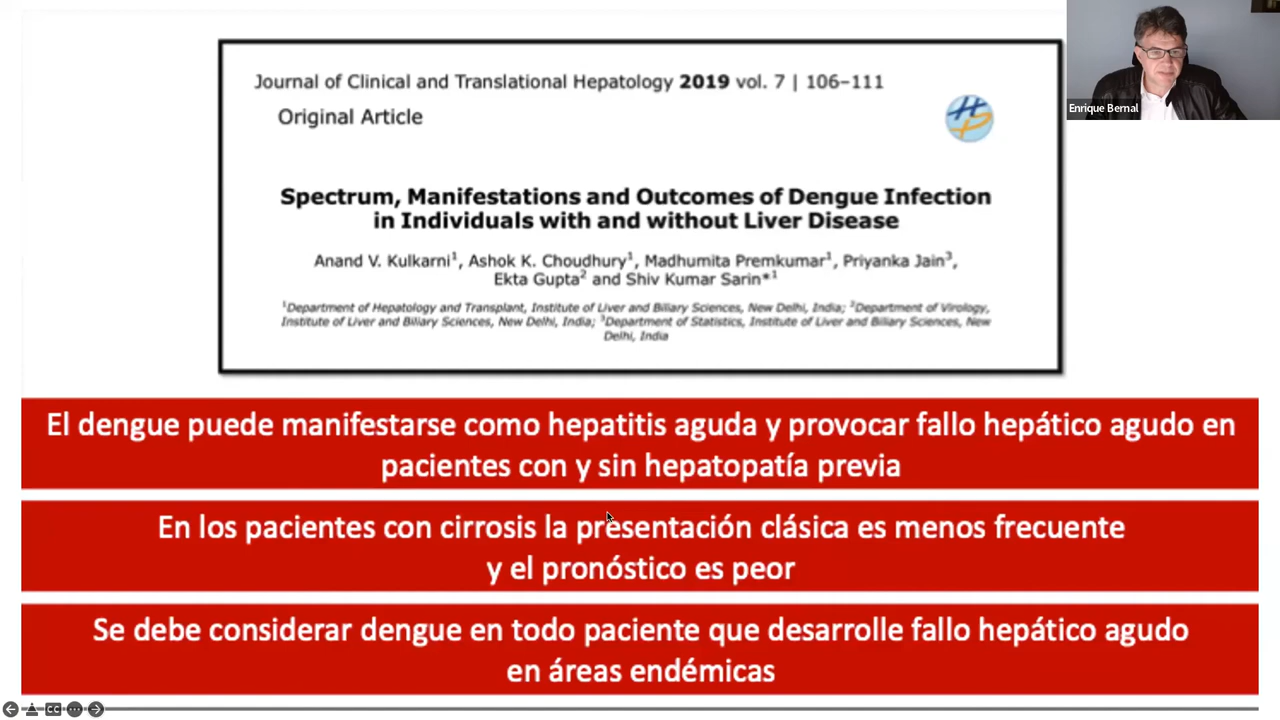 Journal of Clinical and Translational Hepatology 2019 vol. 7 | 106–111
Original Article
Spectrum, Manifestations and Outcomes of Dengue Infection
in Individuals with and without Liver Disease
Anand V. Kulkarni1, Ashok K. Choudhury1, Madhumita Premkumar1, Priyanka Jain3,
Ekta Gupta2 and Shiv Kumar Sarin*1
1Department of Hepatology and Transplant, Institute of Liver and Biliary Sciences, New Delhi, India; 2Department of Virology,
Institute of Liver and Biliary Sciences, New Delhi, India; 3Department of Statistics, Institute of Liver and Biliary Sciences, New
Delhi, India
Enrique Bernal
El dengue puede manifestarse como hepatitis aguda y provocar fallo hepático agudo en
pacientes con y sin hepatopatía previa
En los pacientes con cirrosis la presentación clásica es menos frecuente
y el pronóstico es peor
Se debe considerar dengue en todo paciente que desarrolle fallo hepático agudo
en áreas endémicas
CC